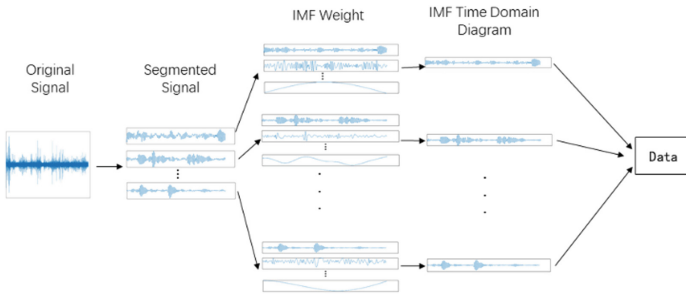 IMF Weight
IMF Time Domain
Diagram
Original
Signal
Segmented
Signal
Data